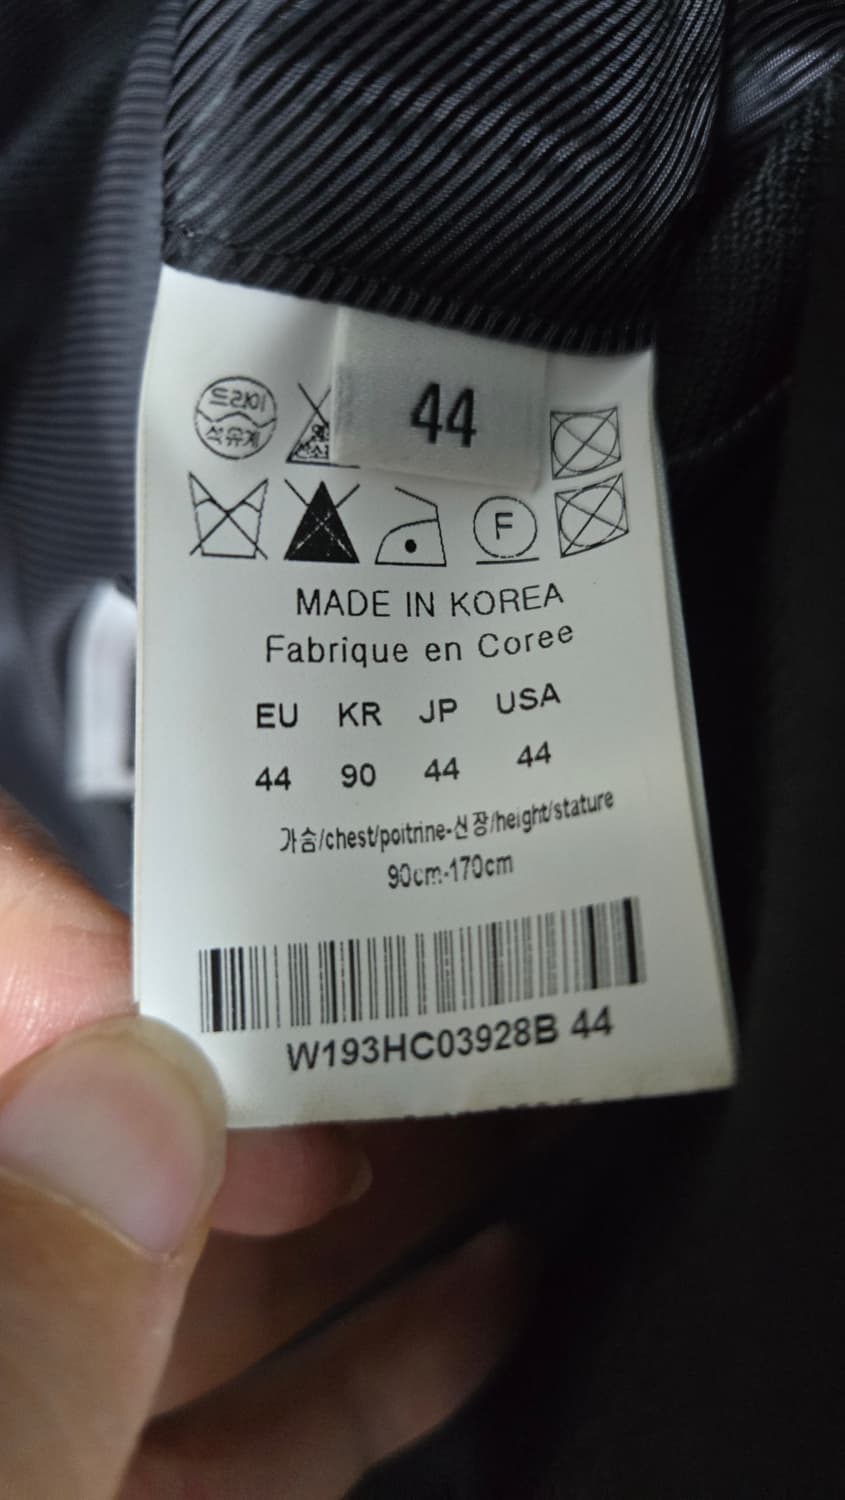 44
드라이
석유계
F
MADE IN KOREA
Fabrique en Coree
EU KR JP USA
44 90 44 44
가슴/chest/poitrine-신장/height/stature
90cm-170cm
W193HC03928B 44